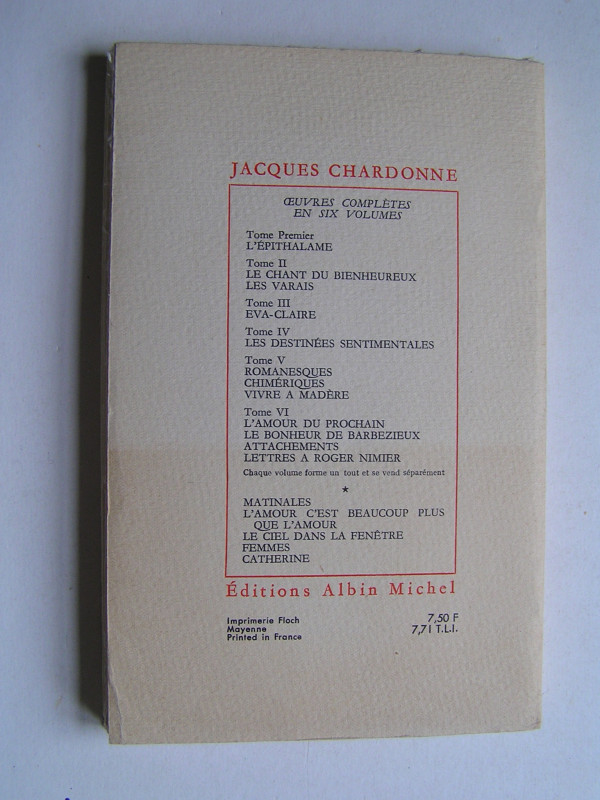 JACQUES CHARDONNE
ŒUVRES COMPLÈTES
EN SIX VOLUMES
Tome Premier
L'ÉPITHALAME
Tome II
LE CHANT DU BIENHEUREUX
LES VARAIS
Tome III
EVA-CLAIRE
Tome IV
LES DESTINÉES SENTIMENTALES
Tome V
ROMANESQUES
CHIMÉRIQUES
VIVRE A MADÈRE
Tome VI
L'AMOUR DU PROCHAIN
LE BONHEUR DE BARBEZIEUX
ATTACHEMENTS
LETTRES A ROGER NIMIER
Chaque volume forme un tout et se vend séparément
★
MATINALES
L'AMOUR C'EST BEAUCOUP PLUS
QUE L'AMOUR
LE CIEL DANS LA FENÊTRE
FEMMES
CATHERINE
Éditions Albin Michel
Imprimerie Floch
Mayenne
Printed in France
7,50 F
7,71 T.L.I.